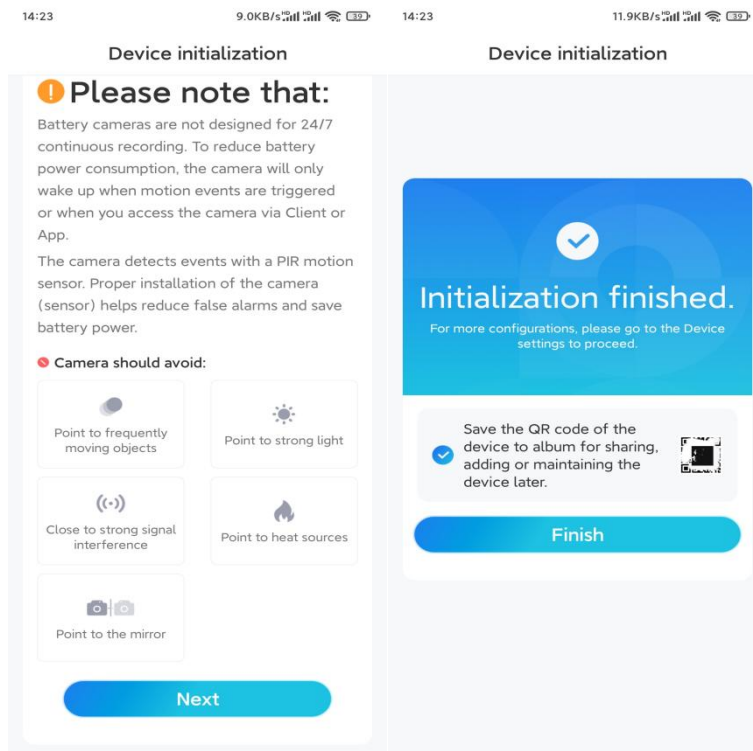 14:23
9.0KB/s
39
Device initialization
Please note that:
Battery cameras are not designed for 24/7
continuous recording. To reduce battery
power consumption, the camera will only
wake up when motion events are triggered
or when you access the camera via Client or
App.
The camera detects events with a PIR motion
sensor. Proper installation of the camera
(sensor) helps reduce false alarms and save
battery power.
Camera should avoid:
Point to frequently
moving objects
Point to strong light
Close to strong signal
interference
Point to heat sources
Point to the mirror
Next
14:23
11.9KB/s
39
Device initialization
Initialization finished.
For more configurations, please go to the Device
settings to proceed.
Save the QR code of the
device to album for sharing,
adding or maintaining the
device later.
Finish